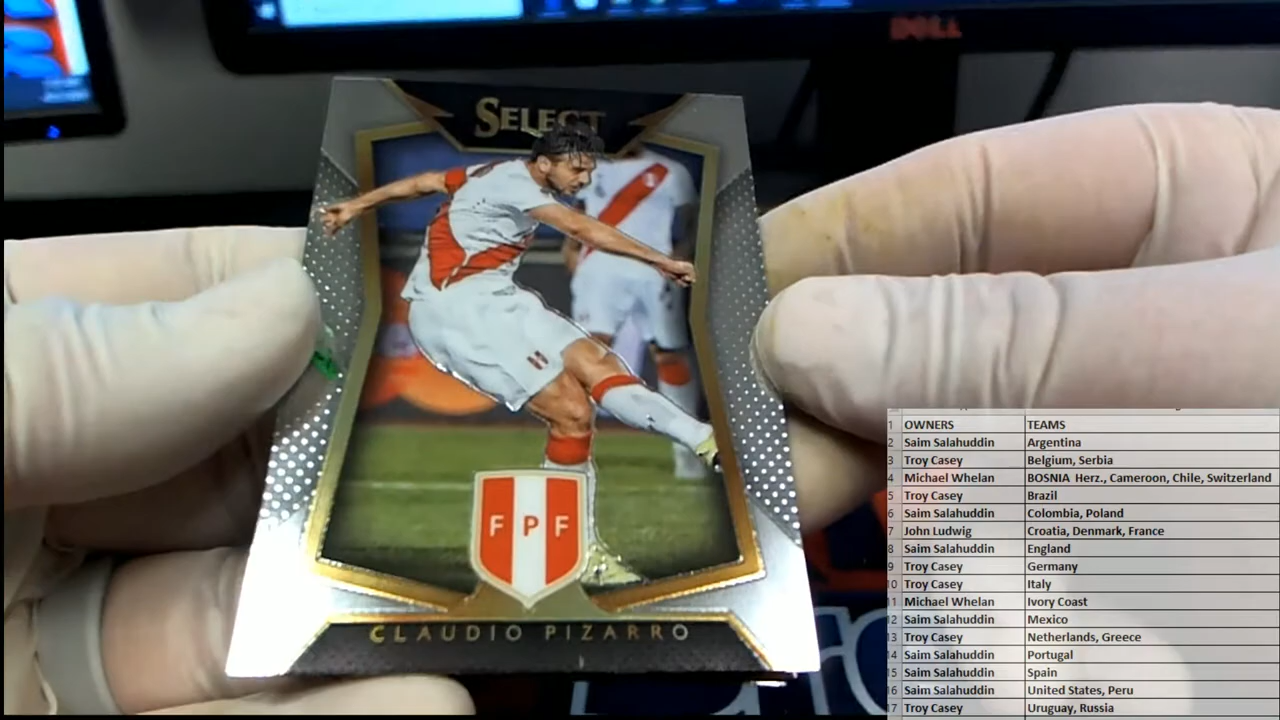 DELL
SELECT
FPF
CLAUDIO PIZARRO
1 OWNERS TEAMS
2 Saim Salahuddin Argentina
3 Troy Casey Belgium, Serbia
4 Michael Whelan BOSNIA Herz., Cameroon, Chile, Switzerland
5 Troy Casey Brazil
6 Saim Salahuddin Colombia, Poland
7 John Ludwig Croatia, Denmark, France
8 Saim Salahuddin England
9 Troy Casey Germany
10 Troy Casey Italy
11 Michael Whelan Ivory Coast
12 Saim Salahuddin Mexico
13 Troy Casey Netherlands, Greece
14 Saim Salahuddin Portugal
15 Saim Salahuddin Spain
16 Saim Salahuddin United States, Peru
17 Troy Casey Uruguay, Russia